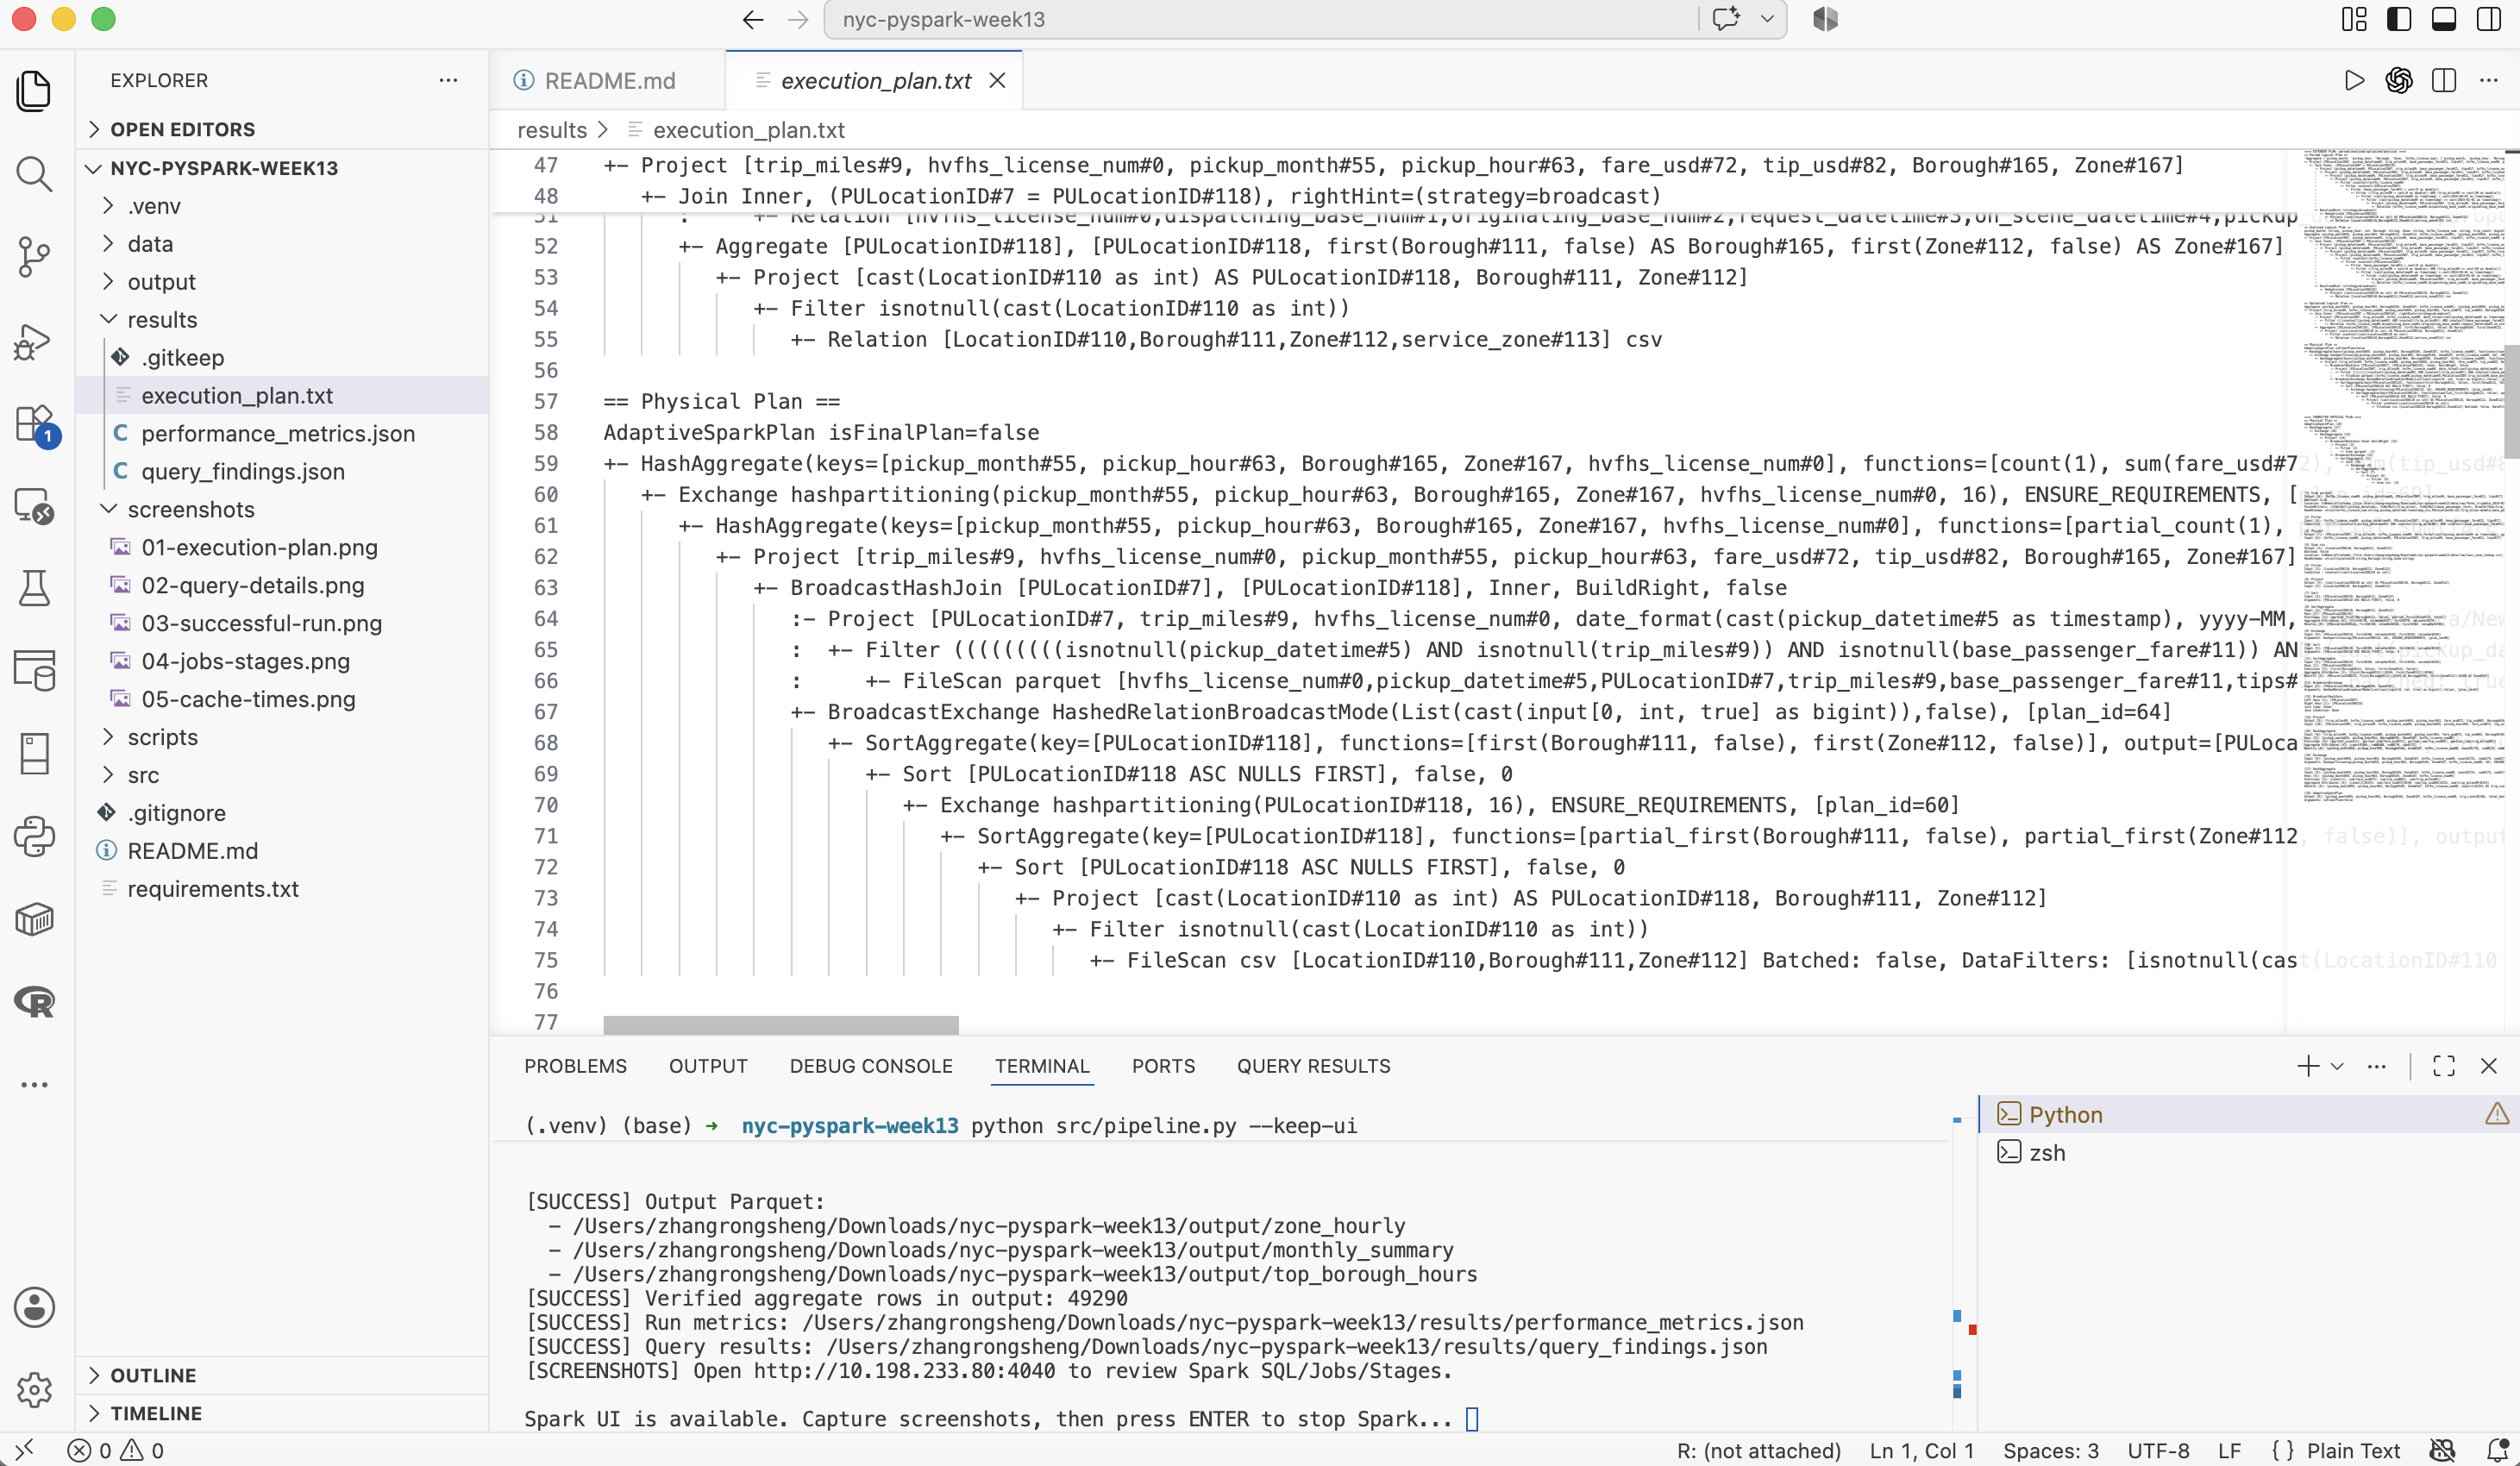 nyc-pyspark-week13
EXPLORER
OPEN EDITORS
NYC-PYSPARK-WEEK13
.venv
data
output
results
.gitkeep
execution_plan.txt
performance_metrics.json
query_findings.json
screenshots
01-execution-plan.png
02-query-details.png
03-successful-run.png
04-jobs-stages.png
05-cache-times.png
scripts
src
.gitignore
README.md
requirements.txt
OUTLINE
TIMELINE
1
README.md
execution_plan.txt
results > execution_plan.txt
47 +- Project [trip_miles#9, hvfhs_license_num#0, pickup_month#55, pickup_hour#63, fare_usd#72, tip_usd#82, Borough#165, Zone#167]
48 +- Join Inner, (PULocationID#7 = PULocationID#118), rightHint=(strategy=broadcast)
51 : +- Relation [hvfhs_license_num#0,dispatching_base_num#1,originating_base_num#2,request_datetime#3,on_scene_datetime#4,pickup
52 +- Aggregate [PULocationID#118], [PULocationID#118, first(Borough#111, false) AS Borough#165, first(Zone#112, false) AS Zone#167]
53 +- Project [cast(LocationID#110 as int) AS PULocationID#118, Borough#111, Zone#112]
54 +- Filter isnotnull(cast(LocationID#110 as int))
55 +- Relation [LocationID#110,Borough#111,Zone#112,service_zone#113] csv
56
57 == Physical Plan ==
58 AdaptiveSparkPlan isFinalPlan=false
59 +- HashAggregate(keys=[pickup_month#55, pickup_hour#63, Borough#165, Zone#167, hvfhs_license_num#0], functions=[count(1), sum(fare_usd#72), sum(tip_usd#8
60 +- Exchange hashpartitioning(pickup_month#55, pickup_hour#63, Borough#165, Zone#167, hvfhs_license_num#0, 16), ENSURE_REQUIREMENTS, [
61 +- HashAggregate(keys=[pickup_month#55, pickup_hour#63, Borough#165, Zone#167, hvfhs_license_num#0], functions=[partial_count(1),
62 +- Project [trip_miles#9, hvfhs_license_num#0, pickup_month#55, pickup_hour#63, fare_usd#72, tip_usd#82, Borough#165, Zone#167]
63 +- BroadcastHashJoin [PULocationID#7], [PULocationID#118], Inner, BuildRight, false
64 :- Project [PULocationID#7, trip_miles#9, hvfhs_license_num#0, date_format(cast(pickup_datetime#5 as timestamp), yyyy-MM,
65 : +- Filter (((((((((isnotnull(pickup_datetime#5) AND isnotnull(trip_miles#9)) AND isnotnull(base_passenger_fare#11)) AN
66 : +- FileScan parquet [hvfhs_license_num#0,pickup_datetime#5,PULocationID#7,trip_miles#9,base_passenger_fare#11,tips#
67 +- BroadcastExchange HashedRelationBroadcastMode(List(cast(input[0, int, true] as bigint)),false), [plan_id=64]
68 +- SortAggregate(key=[PULocationID#118], functions=[first(Borough#111, false), first(Zone#112, false)], output=[PULoca
69 +- Sort [PULocationID#118 ASC NULLS FIRST], false, 0
70 +- Exchange hashpartitioning(PULocationID#118, 16), ENSURE_REQUIREMENTS, [plan_id=60]
71 +- SortAggregate(key=[PULocationID#118], functions=[partial_first(Borough#111, false), partial_first(Zone#112, false)], output
72 +- Sort [PULocationID#118 ASC NULLS FIRST], false, 0
73 +- Project [cast(LocationID#110 as int) AS PULocationID#118, Borough#111, Zone#112]
74 +- Filter isnotnull(cast(LocationID#110 as int))
75 +- FileScan csv [LocationID#110,Borough#111,Zone#112] Batched: false, DataFilters: [isnotnull(cast(LocationID#110
76
77
PROBLEMS OUTPUT DEBUG CONSOLE TERMINAL PORTS QUERY RESULTS
(.venv) (base) → nyc-pyspark-week13 python src/pipeline.py --keep-ui
[SUCCESS] Output Parquet:
- /Users/zhangrongsheng/Downloads/nyc-pyspark-week13/output/zone_hourly
- /Users/zhangrongsheng/Downloads/nyc-pyspark-week13/output/monthly_summary
- /Users/zhangrongsheng/Downloads/nyc-pyspark-week13/output/top_borough_hours
[SUCCESS] Verified aggregate rows in output: 49290
[SUCCESS] Run metrics: /Users/zhangrongsheng/Downloads/nyc-pyspark-week13/results/performance_metrics.json
[SUCCESS] Query results: /Users/zhangrongsheng/Downloads/nyc-pyspark-week13/results/query_findings.json
[SCREENSHOTS] Open http://10.198.233.80:4040 to review Spark SQL/Jobs/Stages.
Spark UI is available. Capture screenshots, then press ENTER to stop Spark...
Python
zsh
0 0
R: (not attached) Ln 1, Col 1 Spaces: 3 UTF-8 LF {} Plain Text